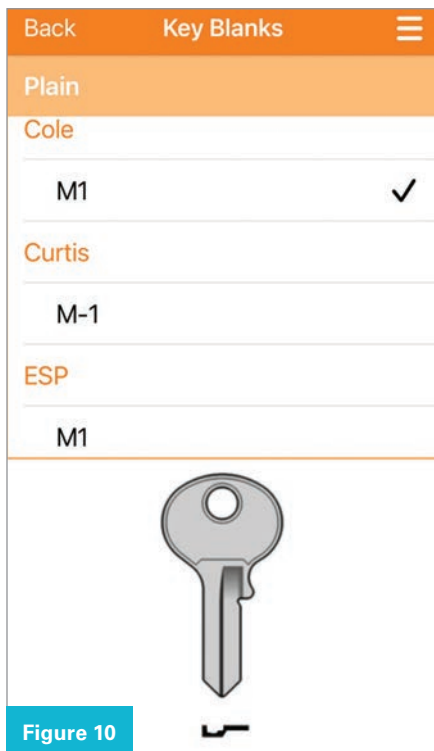 Back Key Blanks
Plain
Cole
M1
Curtis
M-1
ESP
M1
Figure 10